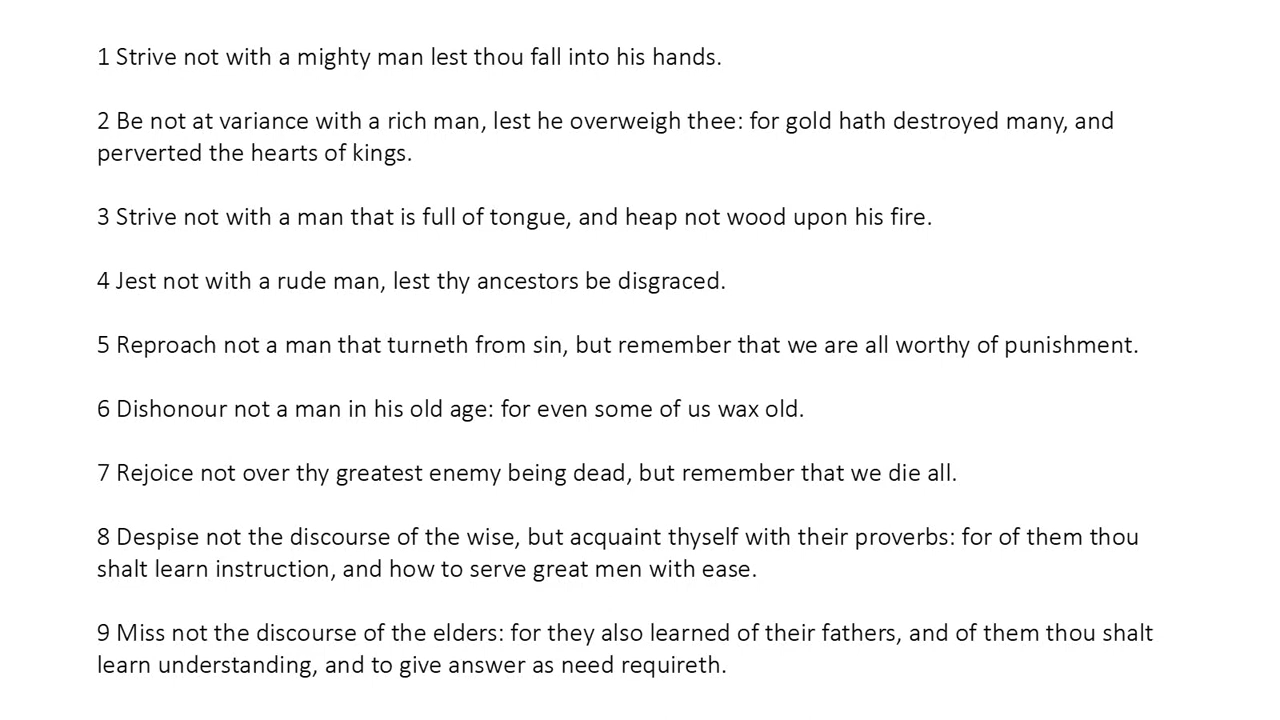 1 Strive not with a mighty man lest thou fall into his hands.
2 Be not at variance with a rich man, lest he overweigh thee: for gold hath destroyed many, and
perverted the hearts of kings.
3 Strive not with a man that is full of tongue, and heap not wood upon his fire.
4 Jest not with a rude man, lest thy ancestors be disgraced.
5 Reproach not a man that turneth from sin, but remember that we are all worthy of punishment.
6 Dishonour not a man in his old age: for even some of us wax old.
7 Rejoice not over thy greatest enemy being dead, but remember that we die all.
8 Despise not the discourse of the wise, but acquaint thyself with their proverbs: for of them thou
shalt learn instruction, and how to serve great men with ease.
9 Miss not the discourse of the elders: for they also learned of their fathers, and of them thou shalt
learn understanding, and to give answer as need requireth.